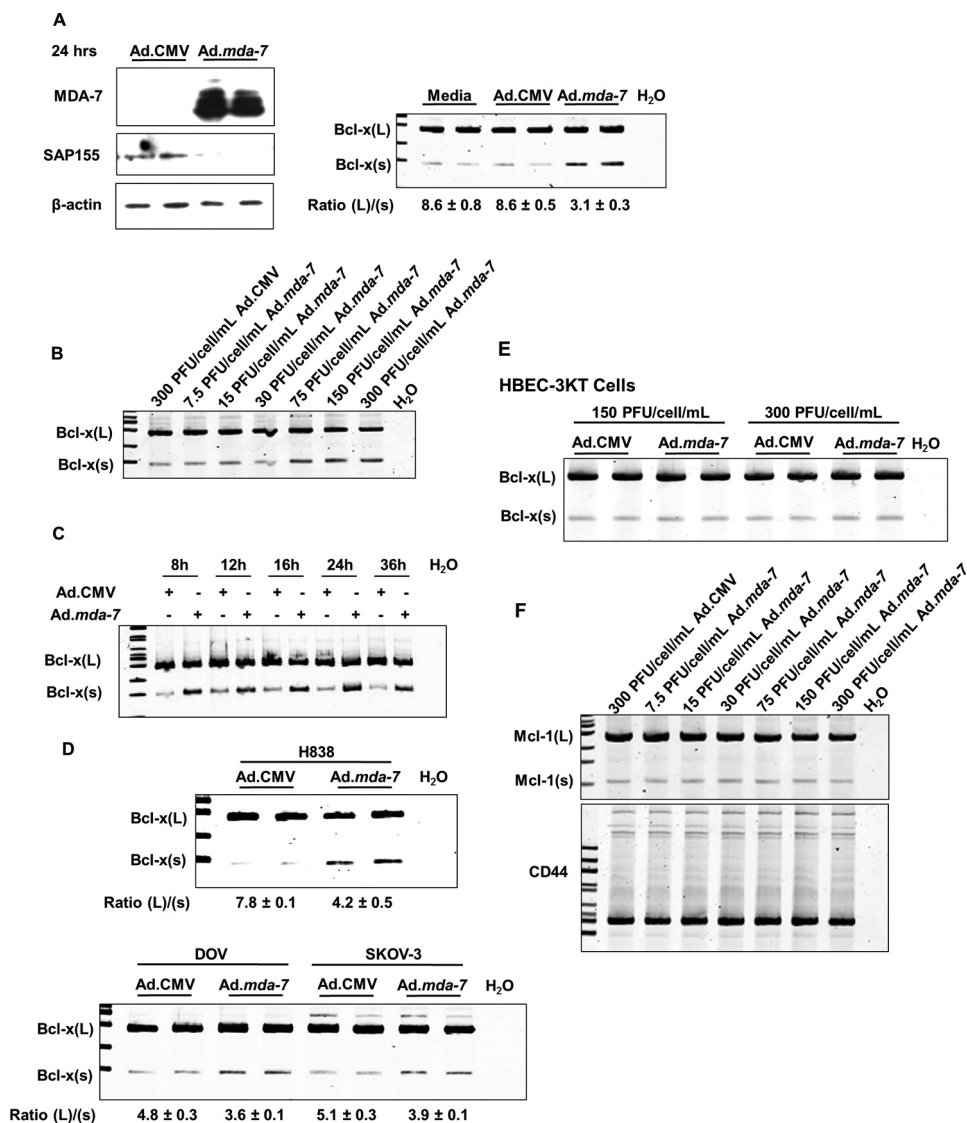 A
24 hrs
Ad.CMV Ad.mda-7
MDA-7
SAP155
β-actin
Media Ad.CMV Ad.mda-7 H₂O
Bcl-x(L)
Bcl-x(s)
Ratio (L)/(s) 8.6 ± 0.8 8.6 ± 0.5 3.1 ± 0.3
B
300 PFU/cell/mL Ad.CMV
7.5 PFU/cell/mL Ad.mda-7
15 PFU/cell/mL Ad.mda-7
30 PFU/cell/mL Ad.mda-7
75 PFU/cell/mL Ad.mda-7
150 PFU/cell/mL Ad.mda-7
300 PFU/cell/mL Ad.mda-7
H₂O
Bcl-x(L)
Bcl-x(s)
C
8h 12h 16h 24h 36h H₂O
Ad.CMV + - + - + - + - + -
Ad.mda-7 - + - + - + - + - +
Bcl-x(L)
Bcl-x(s)
D
H838
Ad.CMV Ad.mda-7 H₂O
Bcl-x(L)
Bcl-x(s)
Ratio (L)/(s) 7.8 ± 0.1 4.2 ± 0.5
DOV SKOV-3
Ad.CMV Ad.mda-7 Ad.CMV Ad.mda-7 H₂O
Bcl-x(L)
Bcl-x(s)
Ratio (L)/(s) 4.8 ± 0.3 3.6 ± 0.1 5.1 ± 0.3 3.9 ± 0.1
E
HBEC-3KT Cells
150 PFU/cell/mL 300 PFU/cell/mL
Ad.CMV Ad.mda-7 Ad.CMV Ad.mda-7 H₂O
Bcl-x(L)
Bcl-x(s)
F
300 PFU/cell/mL Ad.CMV
7.5 PFU/cell/mL Ad.mda-7
15 PFU/cell/mL Ad.mda-7
30 PFU/cell/mL Ad.mda-7
75 PFU/cell/mL Ad.mda-7
150 PFU/cell/mL Ad.mda-7
300 PFU/cell/mL Ad.mda-7
H₂O
Mcl-1(L)
Mcl-1(s)
CD44